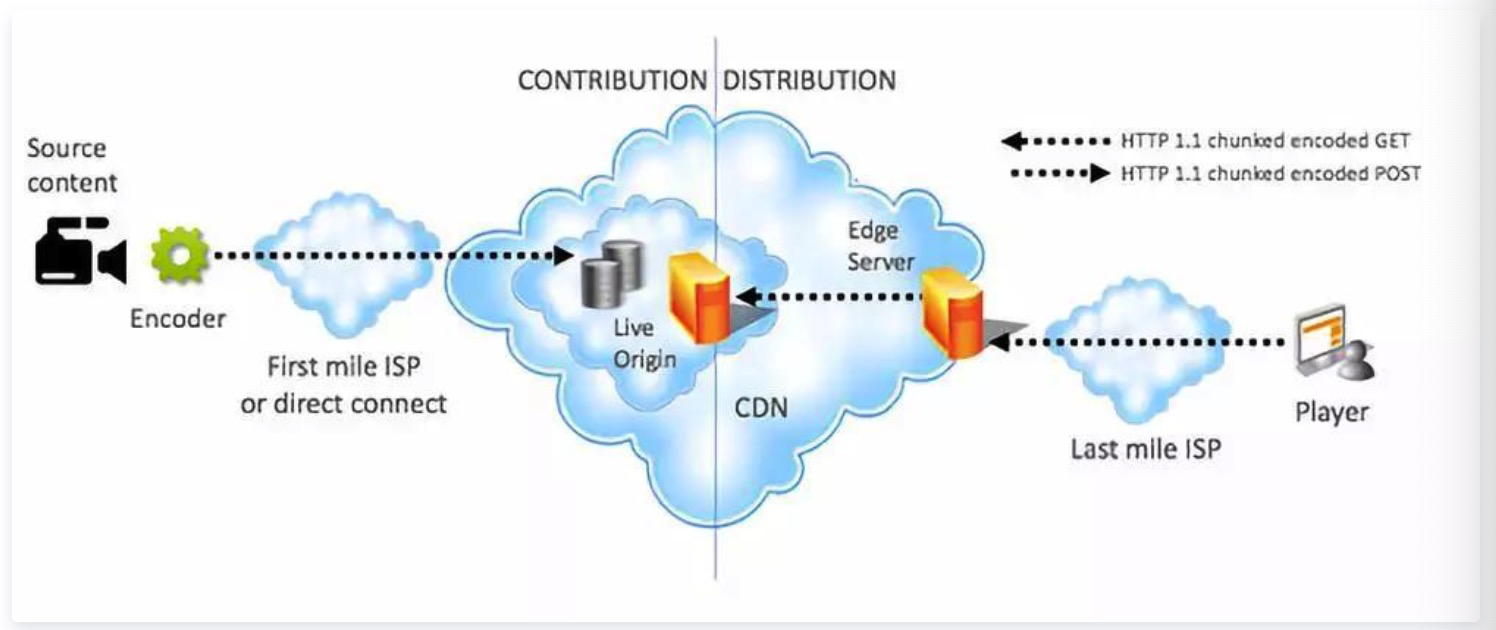 CONTRIBUTION
DISTRIBUTION
HTTP 1.1 chunked encoded GET
HTTP 1.1 chunked encoded POST
Source
content
Encoder
First mile ISP
or direct connect
Live
Origin
Edge
Server
CDN
Last mile ISP
Player